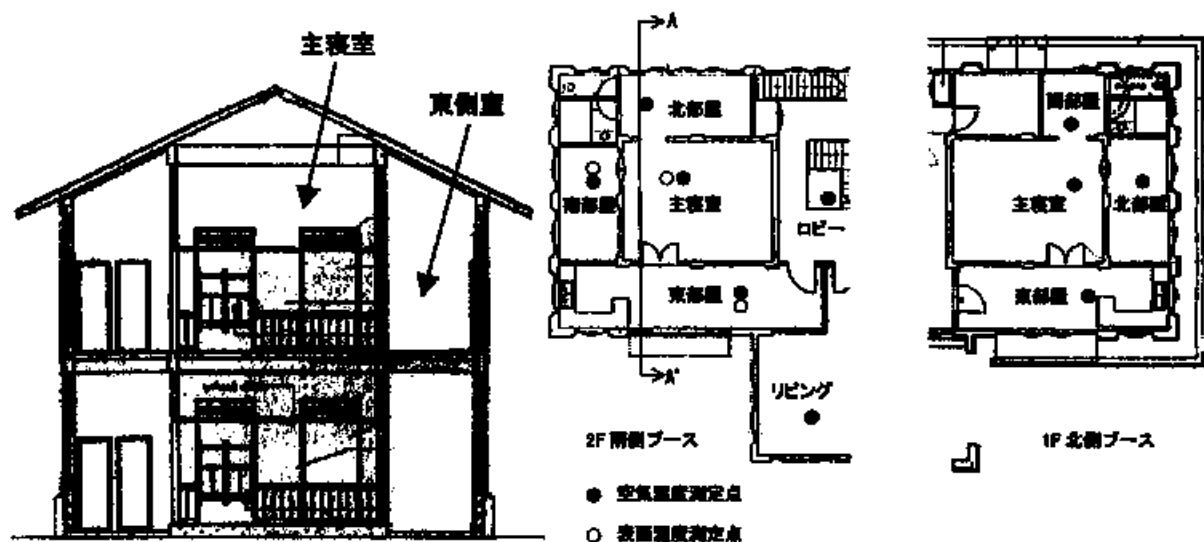 主寝室
東側室
A
北部屋
南部屋
主寝室
ロビー
東部屋
A'
リビング
2F 南側ブース
● 空気温度測定点
○ 表面温度測定点
南部屋
主寝室
北部屋
東部屋
1F 北側ブース